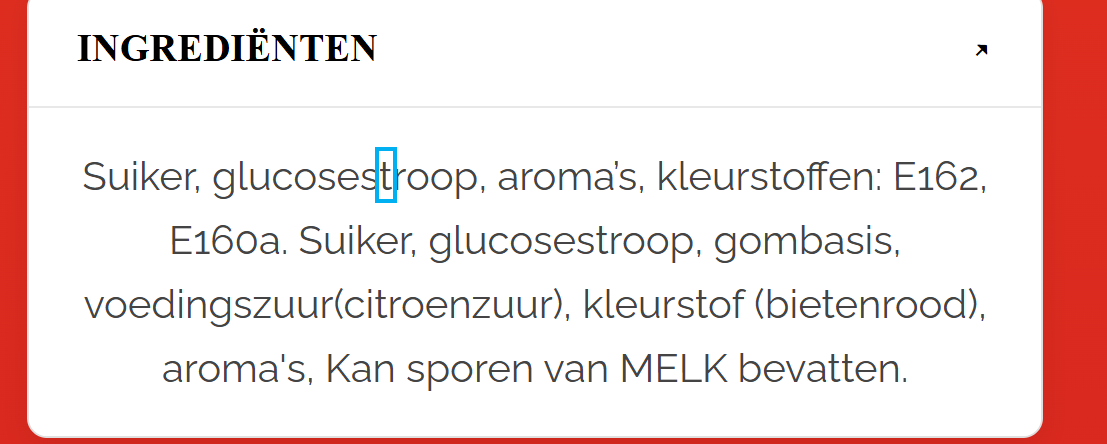 INGREDIËNTEN
Suiker, glucosestroop, aroma’s, kleurstoffen: E162,
E160a. Suiker, glucosestroop, gombasis,
voedingszuur(citroenzuur), kleurstof (bietenrood),
aroma's, Kan sporen van MELK bevatten.